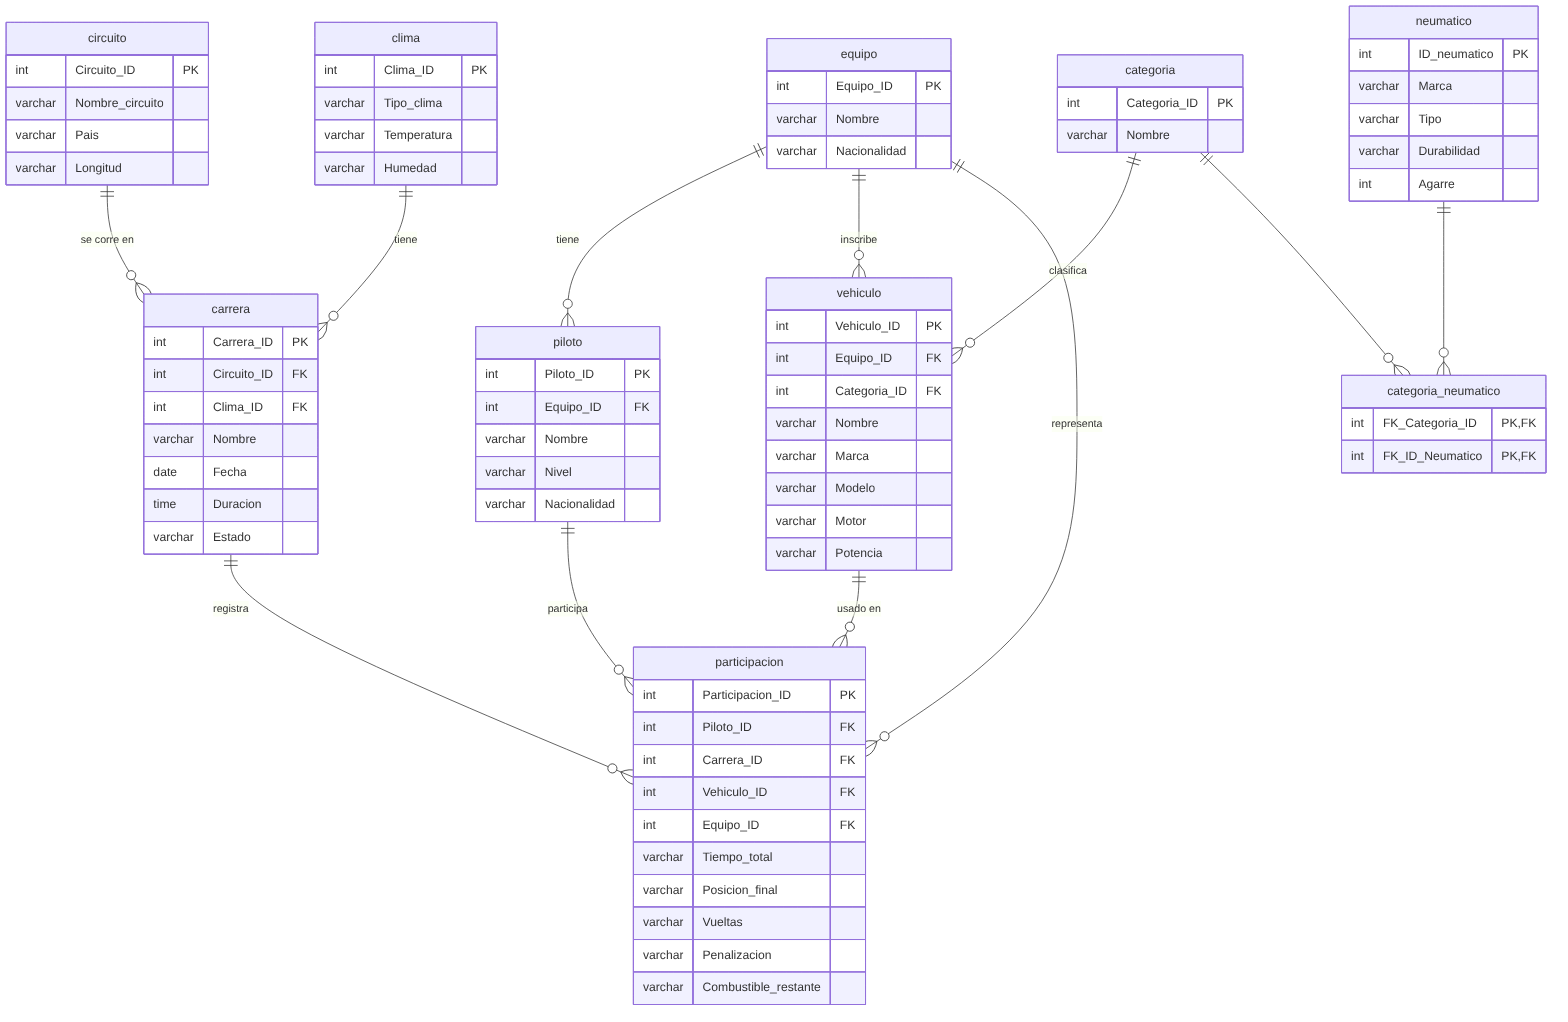 circuito
int Circuito_ID PK
varchar Nombre_circuito
varchar Pais
varchar Longitud
clima
int Clima_ID PK
varchar Tipo_clima
varchar Temperatura
varchar Humedad
equipo
int Equipo_ID PK
varchar Nombre
varchar Nacionalidad
categoria
int Categoria_ID PK
varchar Nombre
neumatico
int ID_neumatico PK
varchar Marca
varchar Tipo
varchar Durabilidad
int Agarre
se corre en
tiene
tiene
inscribe
clasifica
representa
carrera
int Carrera_ID PK
int Circuito_ID FK
int Clima_ID FK
varchar Nombre
date Fecha
time Duracion
varchar Estado
piloto
int Piloto_ID PK
int Equipo_ID FK
varchar Nombre
varchar Nivel
varchar Nacionalidad
vehiculo
int Vehiculo_ID PK
int Equipo_ID FK
int Categoria_ID FK
varchar Nombre
varchar Marca
varchar Modelo
varchar Motor
varchar Potencia
categoria_neumatico
int FK_Categoria_ID PK,FK
int FK_ID_Neumatico PK,FK
registra
participa
usado en
participacion
int Participacion_ID PK
int Piloto_ID FK
int Carrera_ID FK
int Vehiculo_ID FK
int Equipo_ID FK
varchar Tiempo_total
varchar Posicion_final
varchar Vueltas
varchar Penalizacion
varchar Combustible_restante